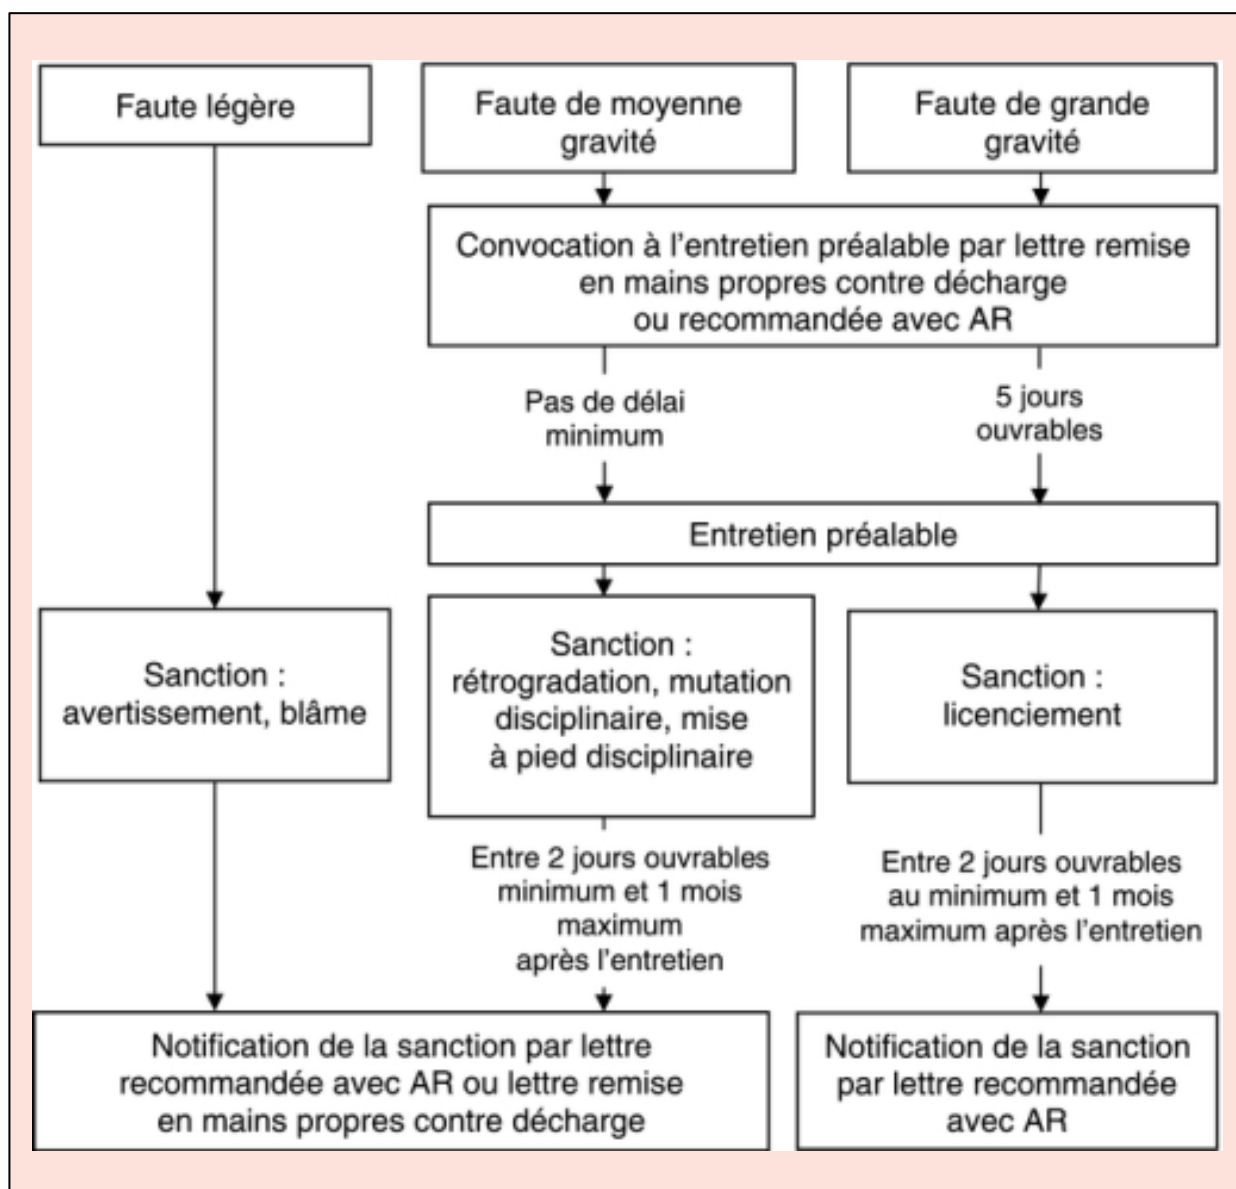 Faute légère
Faute de moyenne
gravité
Faute de grande
gravité
Convocation à l’entretien préalable par lettre remise
en mains propres contre décharge
ou recommandée avec AR
Pas de délai
minimum
5 jours
ouvrables
Entretien préalable
Sanction :
avertissement, blâme
Sanction :
rétrogradation, mutation
disciplinaire, mise
à pied disciplinaire
Sanction :
licenciement
Entre 2 jours ouvrables
minimum et 1 mois
maximum
après l’entretien
Entre 2 jours ouvrables
au minimum et 1 mois
maximum après l’entretien
Notification de la sanction par lettre
recommandée avec AR ou lettre remise
en mains propres contre décharge
Notification de la sanction
par lettre recommandée
avec AR